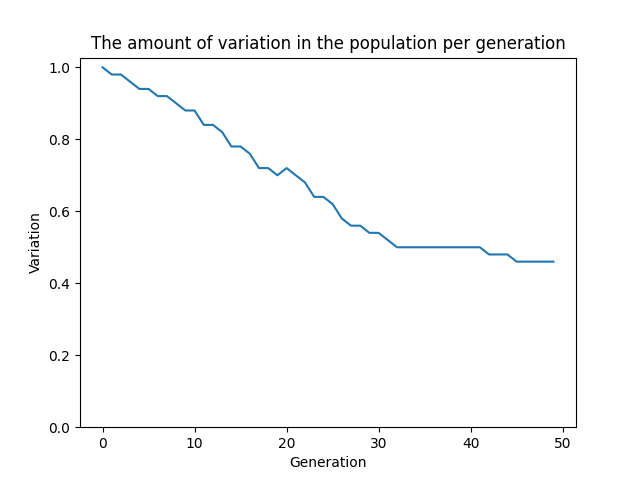 The amount of variation in the population per generation
1.0
0.8
0.6
0.4
0.2
0.0
Variation
0 10 20 30 40 50
Generation